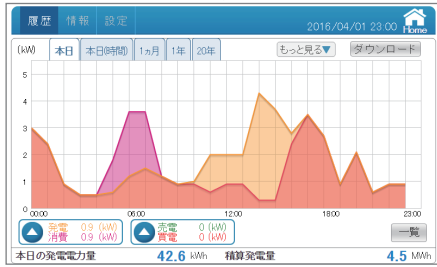 履歴 情報 設定 2016/04/01 23:00 Home
(kW) 本日 本日(時間) 1ヵ月 1年 20年 もっと見る▼ ダウンロード
5
4
3
2
1
0
00:00 06:00 12:00 18:00 23:00
発電 0.9 (kW) 売電 0 (kW)
消費 0.9 (kW) 買電 0 (kW)
一覧
本日の発電電力量 42.6 kWh 積算発電量 4.5 MWh